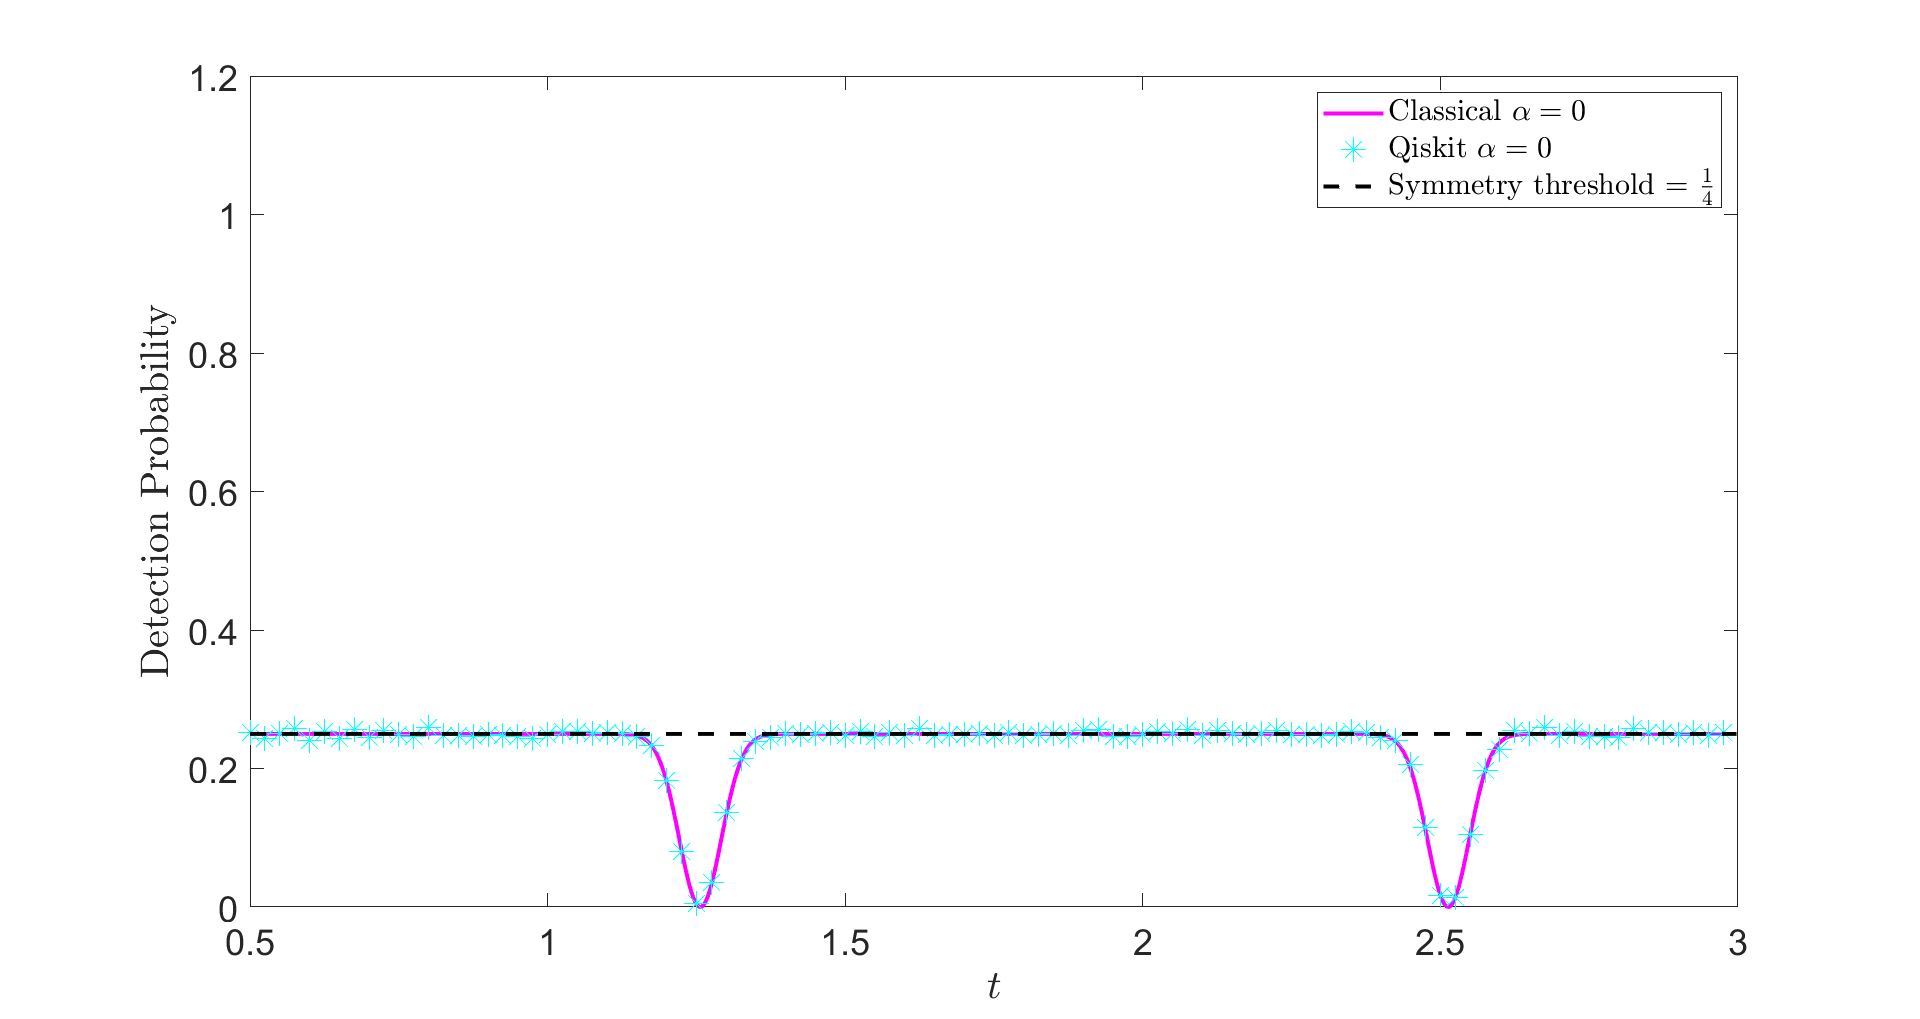 Detection Probability
1.2
1
0.8
0.6
0.4
0.2
0
0.5 1 1.5 2 2.5 3
t
Classical α = 0
Qiskit α = 0
Symmetry threshold = 1/4